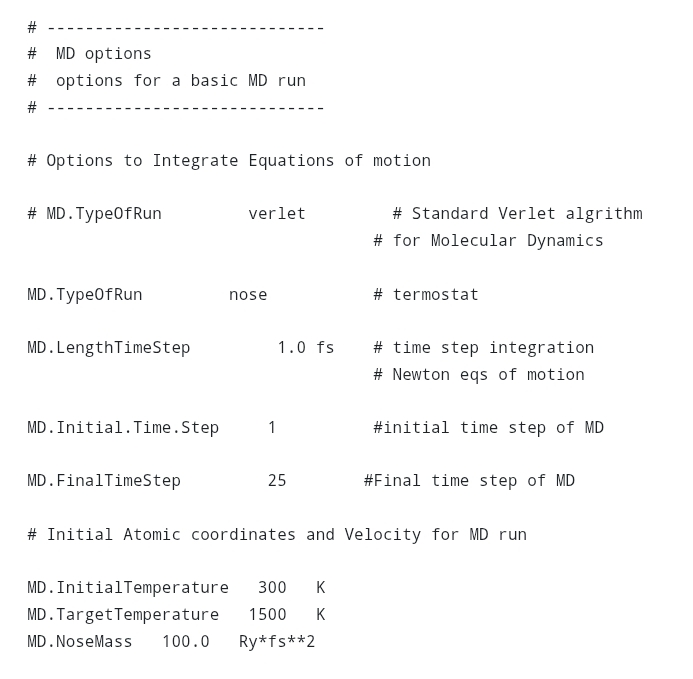 # -----------------------------
#  MD options
#  options for a basic MD run
# -----------------------------
# Options to Integrate Equations of motion
# MD.TypeOfRun         verlet         # Standard Verlet algrithm
                                    # for Molecular Dynamics
MD.TypeOfRun         nose           # termostat
MD.LengthTimeStep         1.0 fs    # time step integration
                                    # Newton eqs of motion
MD.Initial.Time.Step     1          #initial time step of MD
MD.FinalTimeStep         25        #Final time step of MD
# Initial Atomic coordinates and Velocity for MD run
MD.InitialTemperature   300   K
MD.TargetTemperature   1500   K
MD.NoseMass   100.0   Ry*fs**2